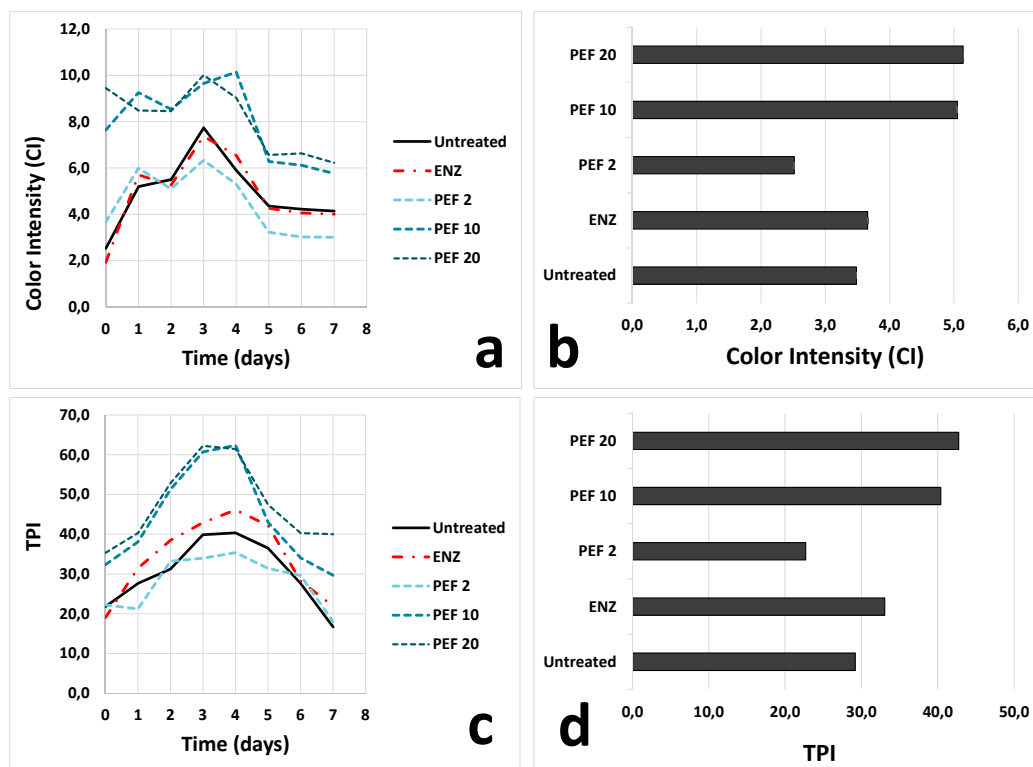 12,0
10,0
8,0
6,0
4,0
2,0
0,0
Color Intensity (CI)
0 1 2 3 4 5 6 7 8
Time (days)
Untreated
ENZ
PEF 2
PEF 10
PEF 20
a
PEF 20
PEF 10
PEF 2
ENZ
Untreated
0,0 1,0 2,0 3,0 4,0 5,0 6,0
Color Intensity (CI)
b
70,0
60,0
50,0
40,0
30,0
20,0
10,0
0,0
TPI
0 1 2 3 4 5 6 7 8
Time (days)
Untreated
ENZ
PEF 2
PEF 10
PEF 20
c
PEF 20
PEF 10
PEF 2
ENZ
Untreated
0,0 10,0 20,0 30,0 40,0 50,0
TPI
d